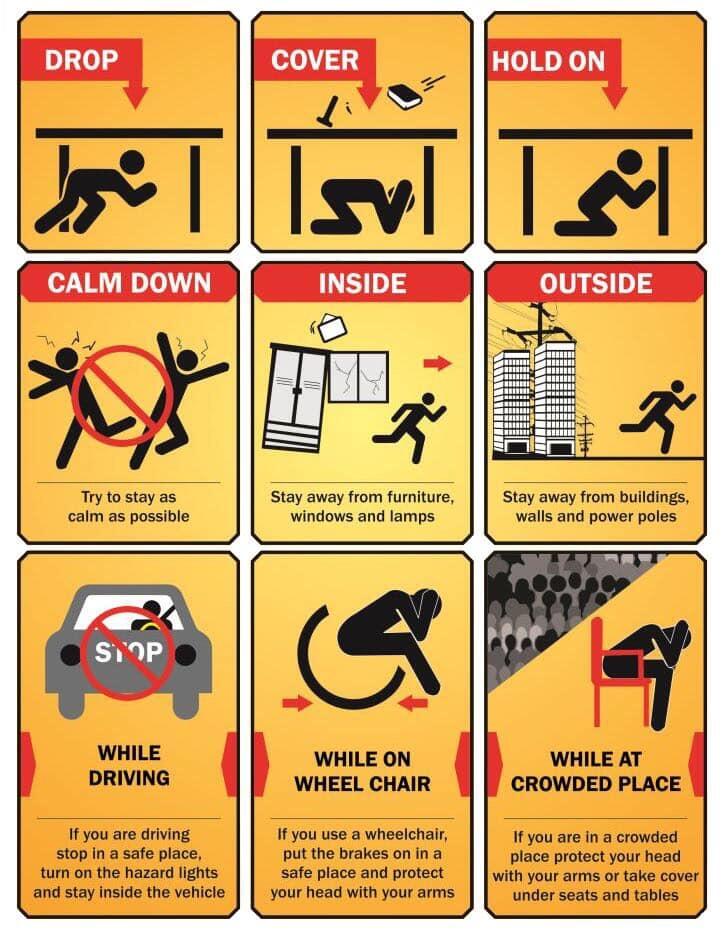 DROP
COVER
HOLD ON
CALM DOWN
Try to stay as
calm as possible
INSIDE
Stay away from furniture,
windows and lamps
OUTSIDE
Stay away from buildings,
walls and power poles
STOP
WHILE
DRIVING
If you are driving
stop in a safe place,
turn on the hazard lights
and stay inside the vehicle
WHILE ON
WHEEL CHAIR
If you use a wheelchair,
put the brakes on in a
safe place and protect
your head with your arms
WHILE AT
CROWDED PLACE
If you are in a crowded
place protect your head
with your arms or take cover
under seats and tables